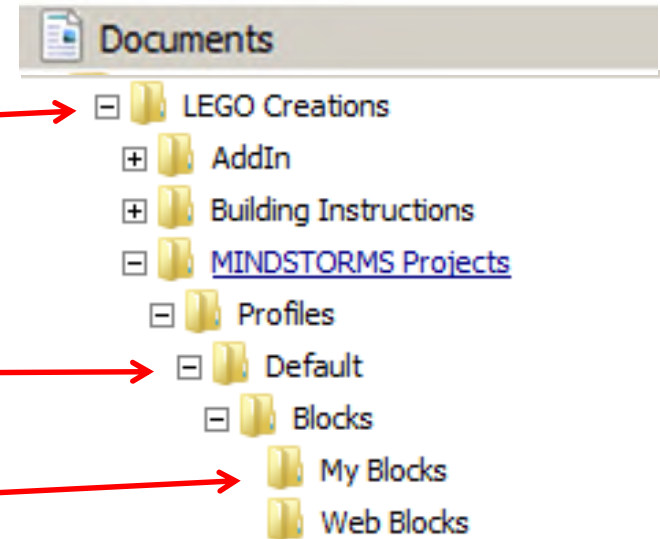 Documents
LEGO Creations
AddIn
Building Instructions
MINDSTORMS Projects
Profiles
Default
Blocks
My Blocks
Web Blocks